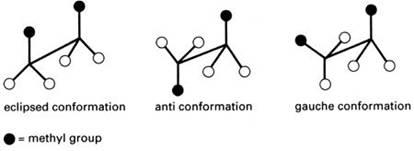 eclipsed conformation anti conformation gauche conformation
= methyl group